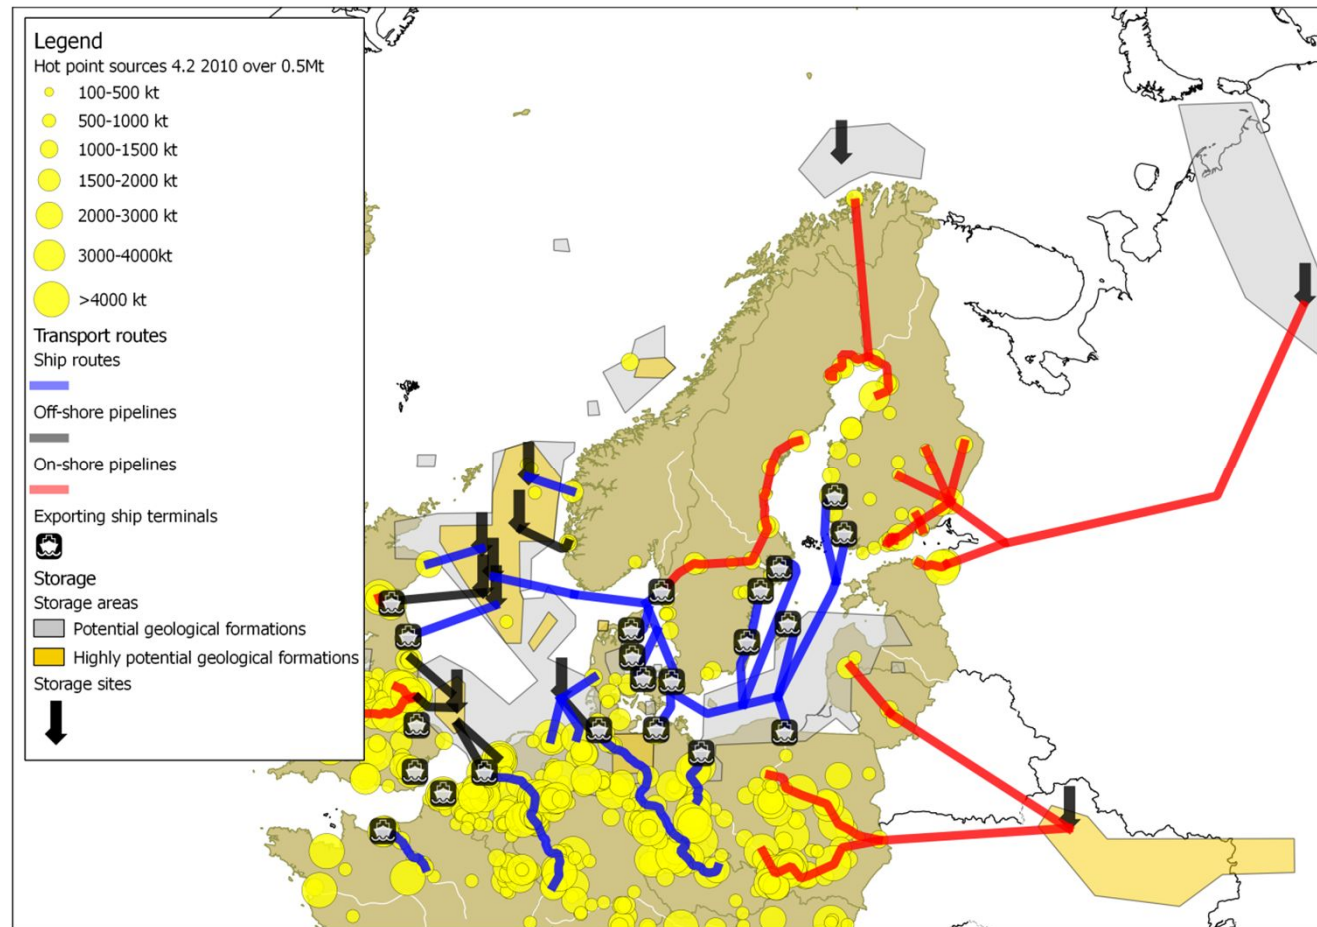 Legend
Hot point sources 4.2 2010 over 0.5Mt
100-500 kt
500-1000 kt
1000-1500 kt
1500-2000 kt
2000-3000 kt
3000-4000kt
>4000 kt
Transport routes
Ship routes
Off-shore pipelines
On-shore pipelines
Exporting ship terminals
Storage
Storage areas
Potential geological formations
Highly potential geological formations
Storage sites